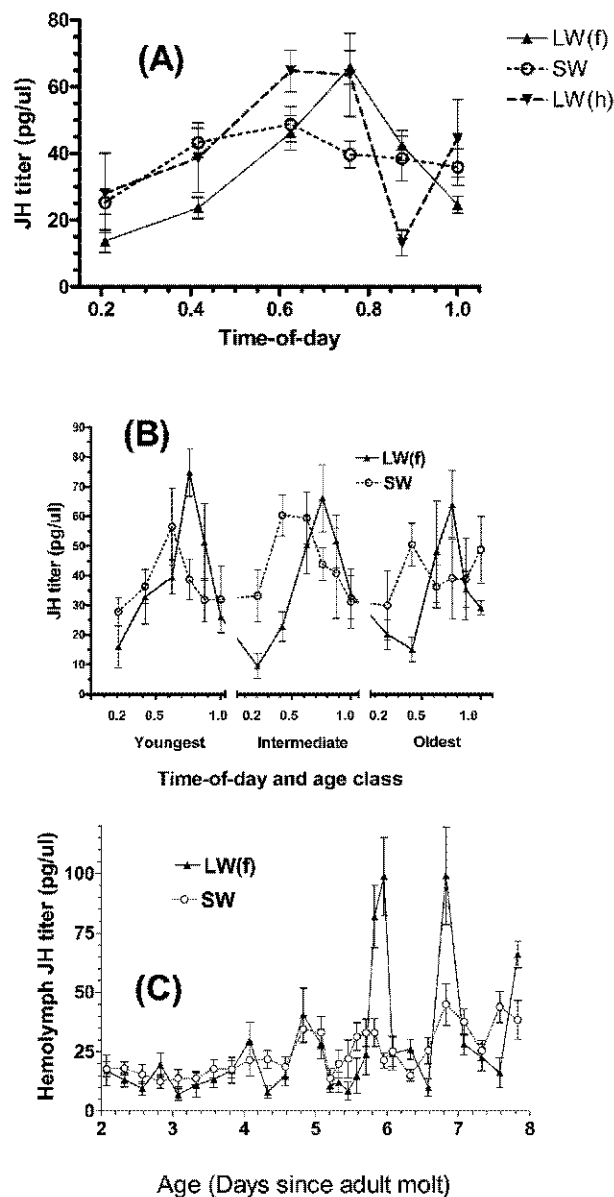 (A)
LW(f)
SW
LW(h)
JH titer (pg/ul)
80
60
40
20
0
0.2 0.4 0.6 0.8 1.0
Time-of-day
(B)
LW(f)
SW
JH titer (pg/ul)
90
80
70
60
50
40
30
20
10
0
0.2 0.5 1.0 0.2 0.5 1.0 0.2 0.5 1.0
Youngest Intermediate Oldest
Time-of-day and age class
(C)
LW(f)
SW
Hemolymph JH titer (pg/ul)
100
75
50
25
0
2 3 4 5 6 7 8
Age (Days since adult molt)